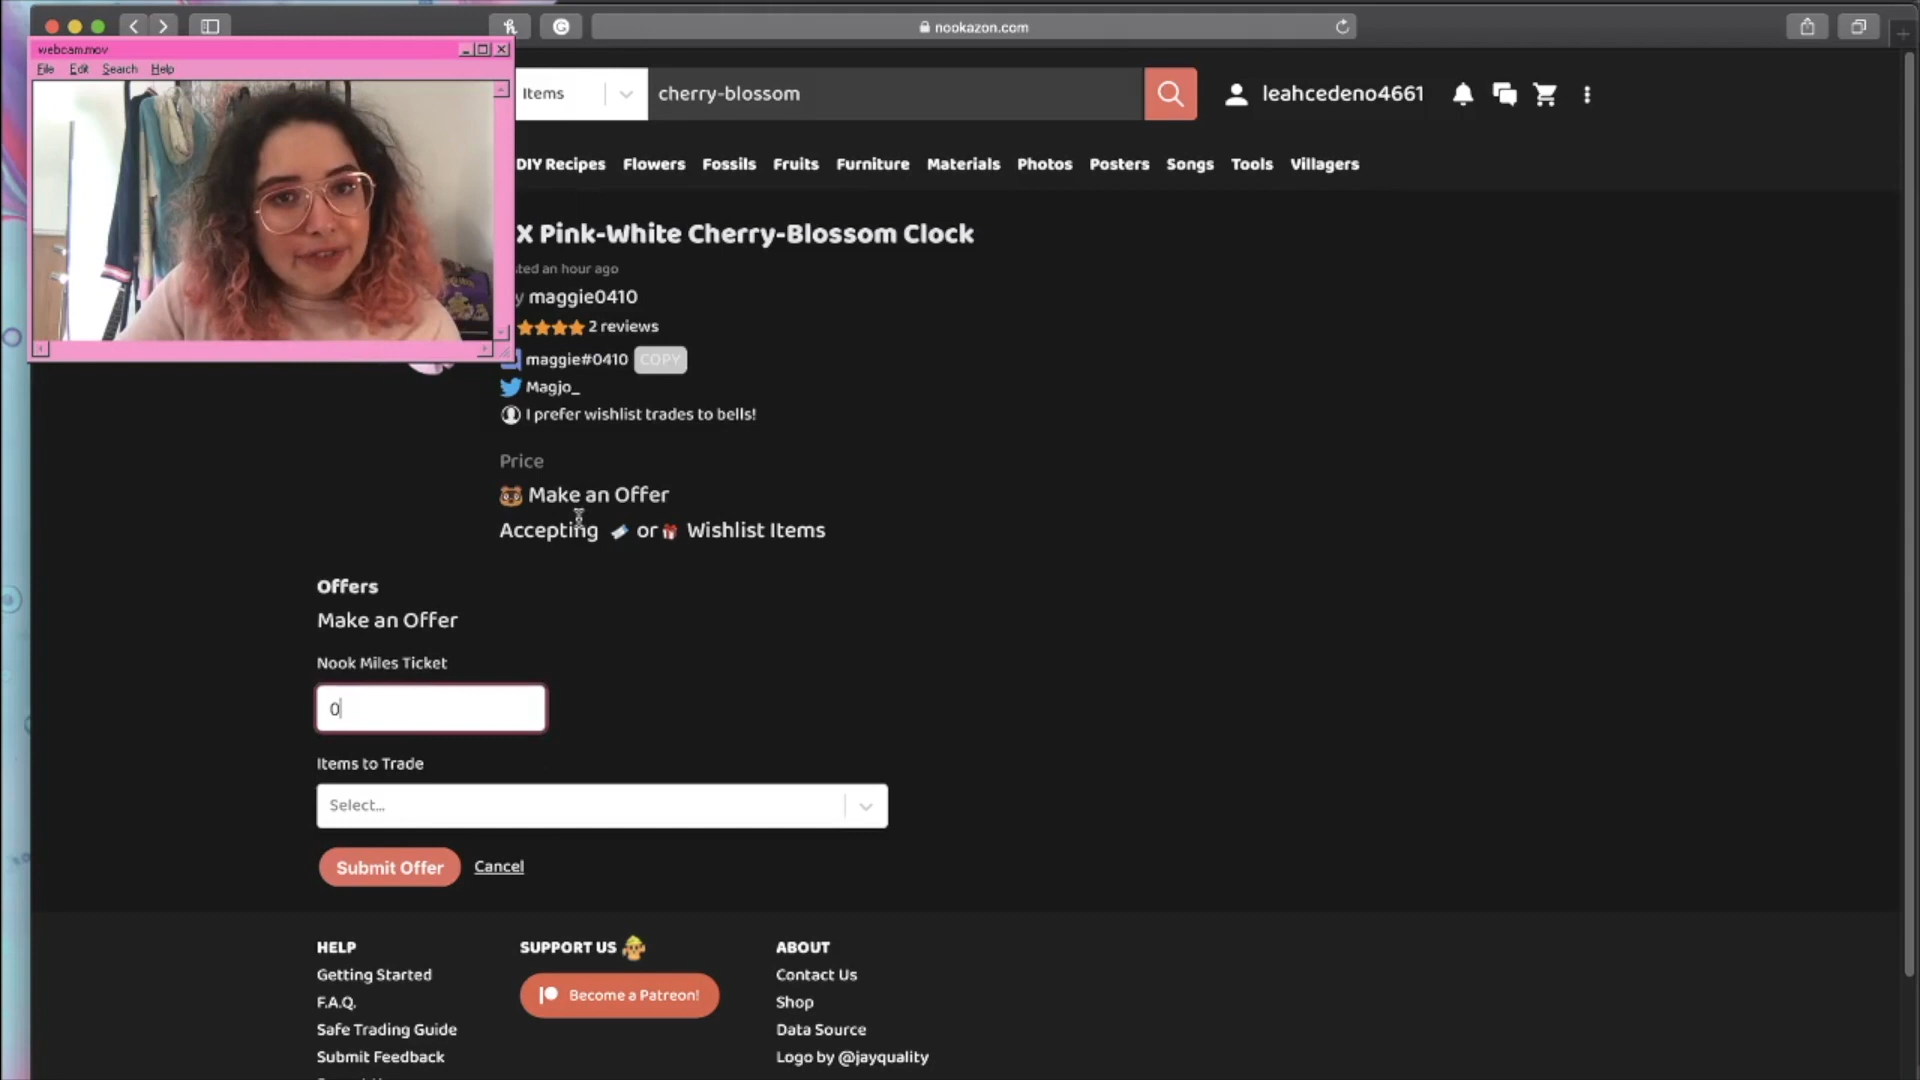 nookazon.com
webcam.mov
File Edit Search Help
Items
cherry-blossom
leahcedeno4661
DIY Recipes Flowers Fossils Fruits Furniture Materials Photos Posters Songs Tools Villagers
X Pink-White Cherry-Blossom Clock
ted an hour ago
y maggie0410
2 reviews
maggie#0410 COPY
Magjo_
I prefer wishlist trades to bells!
Price
Make an Offer
Accepting or Wishlist Items
Offers
Make an Offer
Nook Miles Ticket
0
Items to Trade
Select...
Submit Offer Cancel
HELP
Getting Started
F.A.Q.
Safe Trading Guide
Submit Feedback
SUPPORT US
Become a Patreon!
ABOUT
Contact Us
Shop
Data Source
Logo by @jayquality